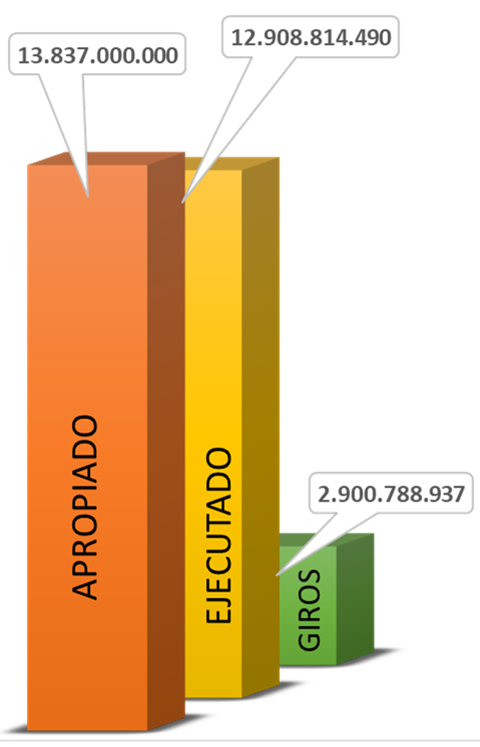 13.837.000.000
12.908.814.490
APROPIADO
EJECUTADO
2.900.788.937
GIROS